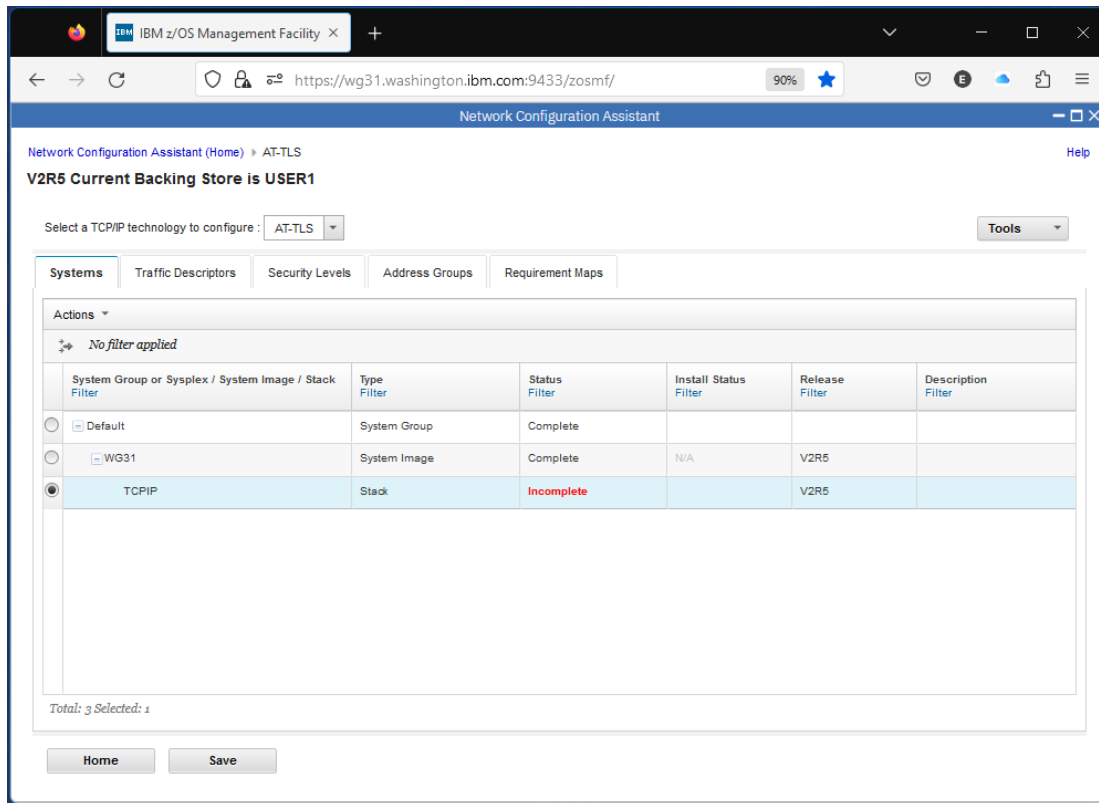 IBM IBM z/OS Management Facility
https://wg31.washington.ibm.com:9433/zosmf/ 90% E
Network Configuration Assistant
Network Configuration Assistant (Home) AT-TLS Help
V2R5 Current Backing Store is USER1
Select a TCP/IP technology to configure : AT-TLS Tools
Systems Traffic Descriptors Security Levels Address Groups Requirement Maps
Actions
No filter applied
System Group or Sysplex / System Image / Stack Type Status Install Status Release Description
Filter Filter Filter Filter Filter Filter
Default System Group Complete
WG31 System Image Complete N/A V2R5
TCPIP Stack Incomplete V2R5
Total: 3 Selected: 1
Home Save